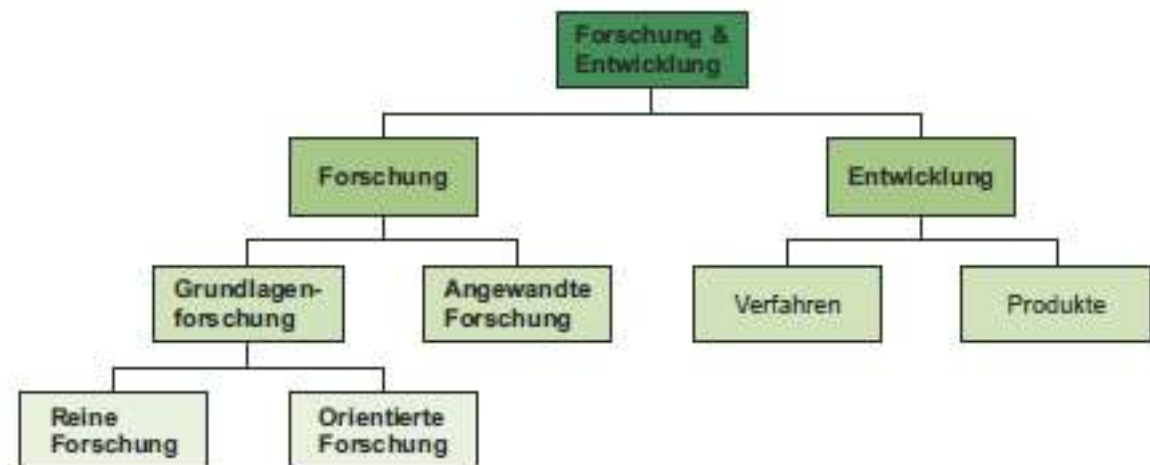 Forschung &
Entwicklung
Forschung
Entwicklung
Grundlagen-
forschung
Angewandte
Forschung
Verfahren
Produkte
Reine
Forschung
Orientierte
Forschung